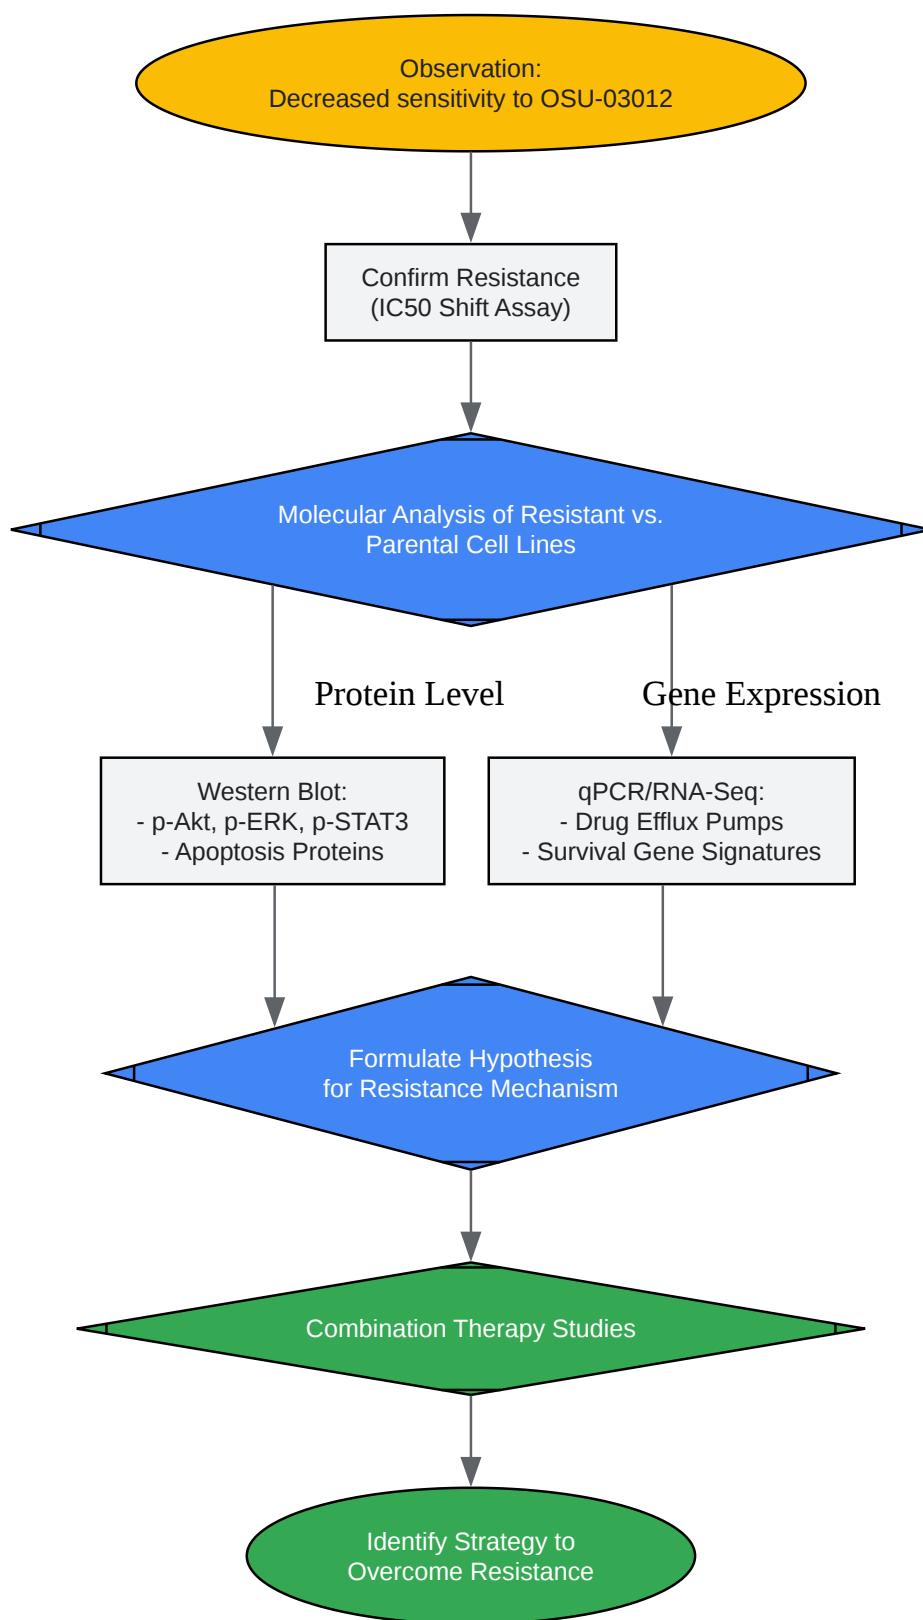 Observation:
Decreased sensitivity to OSU-03012
Confirm Resistance
(IC50 Shift Assay)
Molecular Analysis of Resistant vs.
Parental Cell Lines
Protein Level
Gene Expression
Western Blot:
- p-Akt, p-ERK, p-STAT3
- Apoptosis Proteins
qPCR/RNA-Seq:
- Drug Efflux Pumps
- Survival Gene Signatures
Formulate Hypothesis
for Resistance Mechanism
Combination Therapy Studies
Identify Strategy to
Overcome Resistance